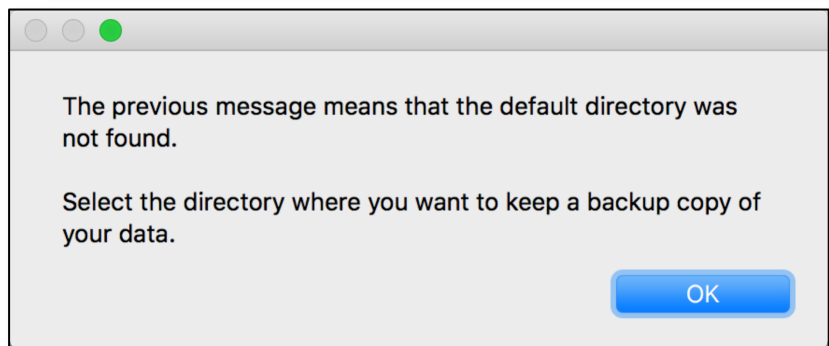 The previous message means that the default directory was
not found.
Select the directory where you want to keep a backup copy of
your data.
OK